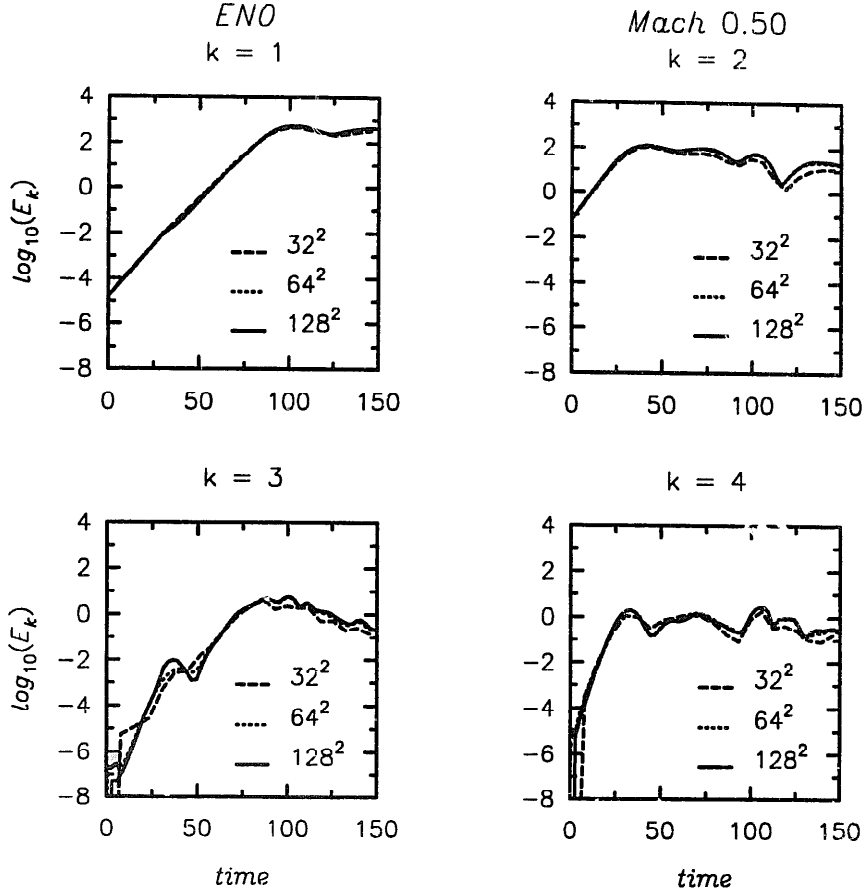 ENO
Mach 0.50
k = 1
k = 2
4
2
0
−2
−4
−6
−8
log₁₀(Eₖ)
32²
64²
128²
0 50 100 150
4
2
0
−2
−4
−6
−8
32²
64²
128²
0 50 100 150
k = 3
k = 4
4
2
0
−2
−4
−6
−8
log₁₀(Eₖ)
32²
64²
128²
0 50 100 150
time
4
2
0
−2
−4
−6
−8
32²
64²
128²
0 50 100 150
time